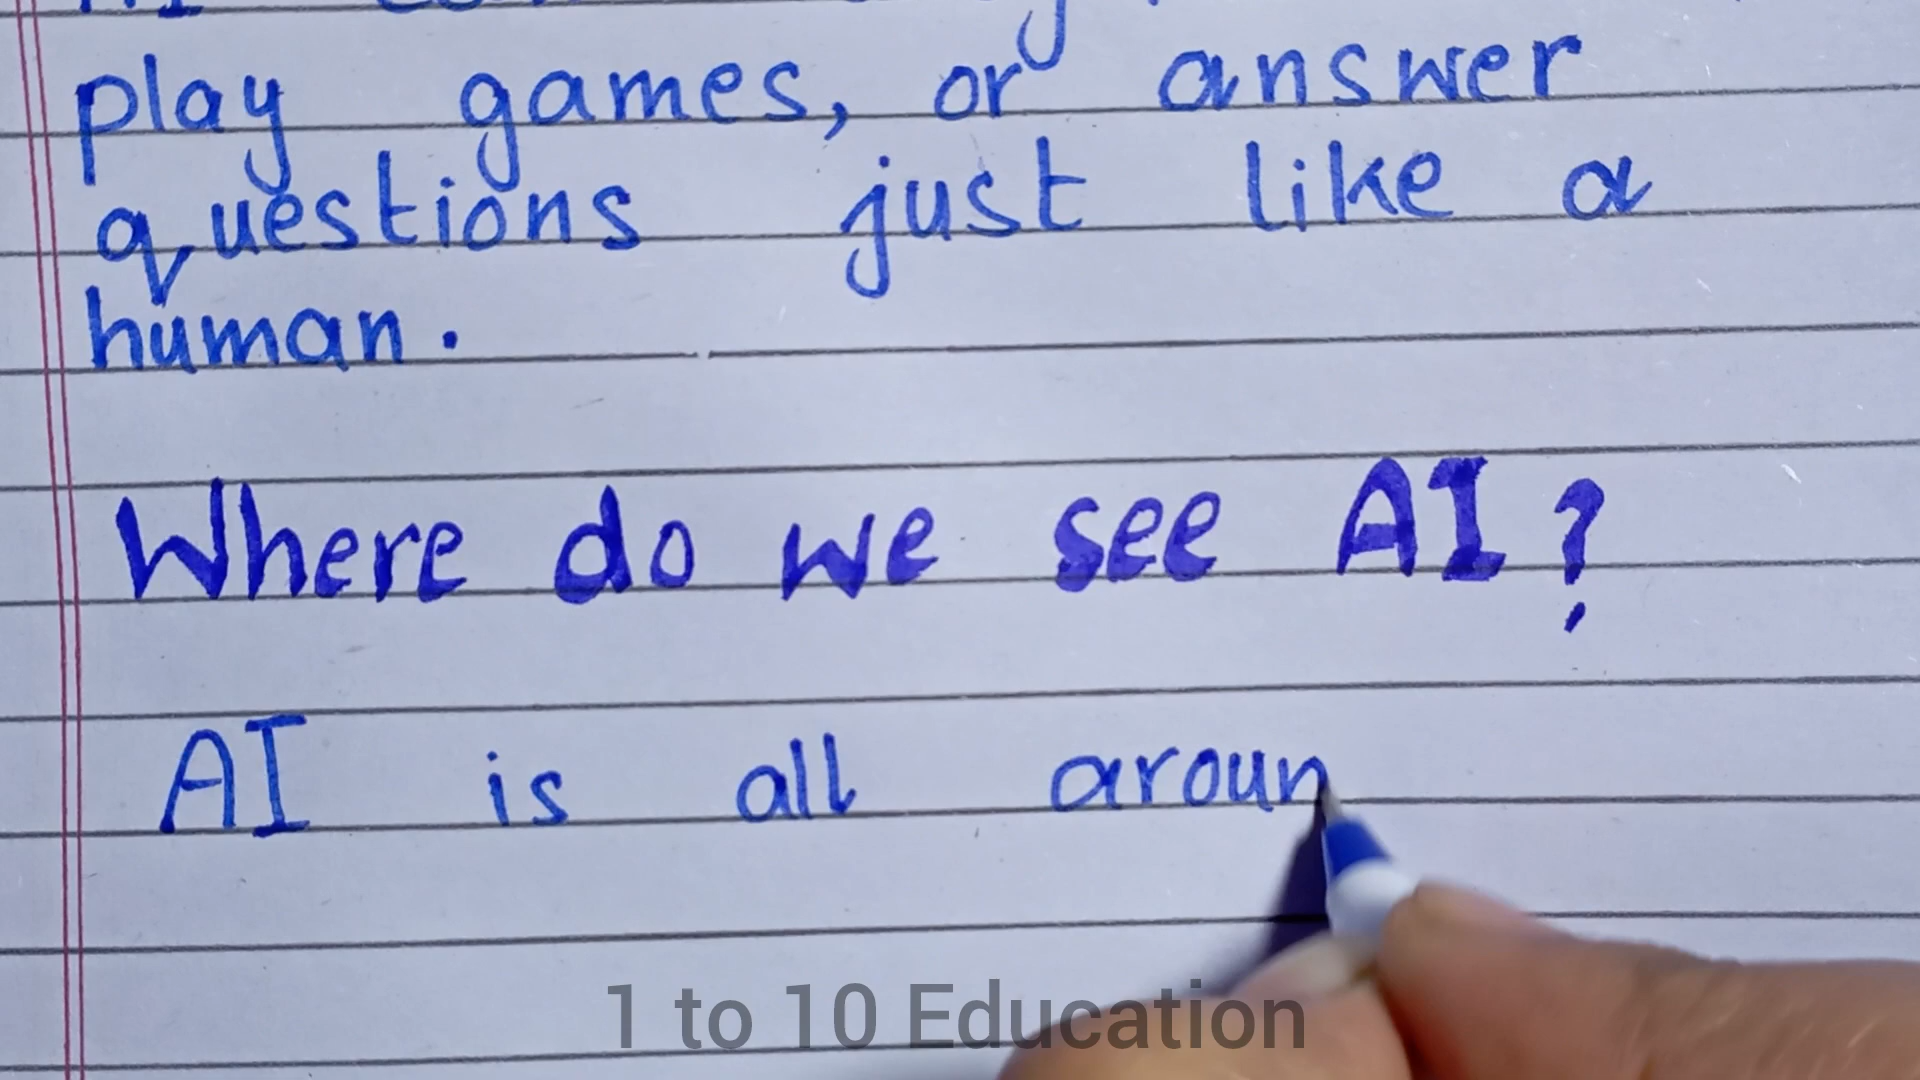 play games, or answer
questions just like a
human.
Where do we see AI?
AI is all aroun
1 to 10 Education